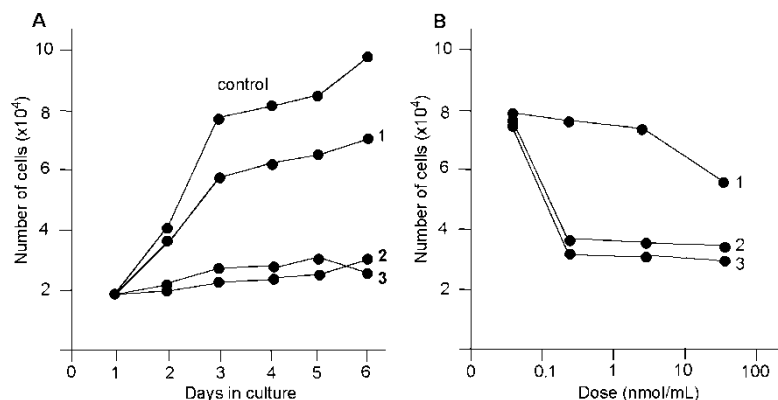 A
10
8
6
4
2
Number of cells (x10⁴)
control
1
2
3
0 1 2 3 4 5 6
Days in culture
B
10
8
6
4
2
Number of cells (x10⁴)
1
2
3
0 0.1 1 10 100
Dose (nmol/mL)